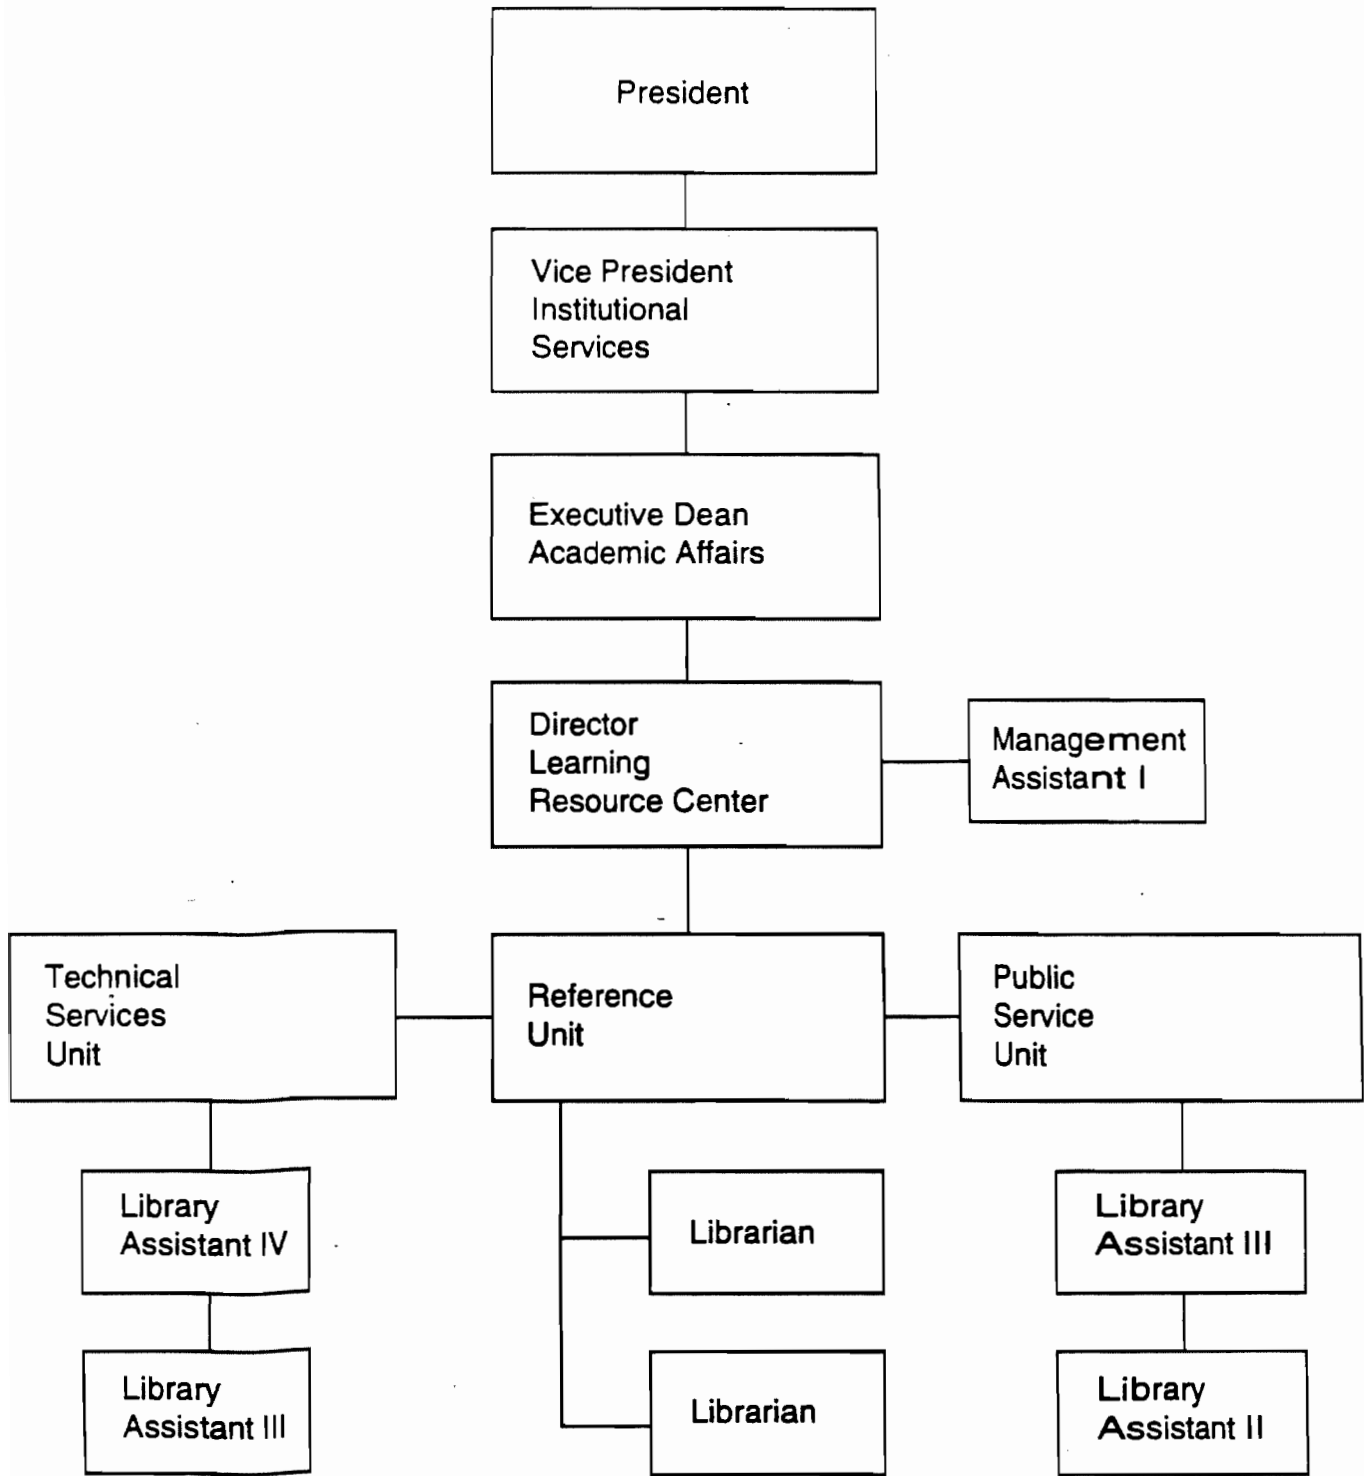 President
Vice President
Institutional
Services
Executive Dean
Academic Affairs
Director
Learning
Resource Center
Management
Assistant I
Technical
Services
Unit
Reference
Unit
Public
Service
Unit
Library
Assistant IV
Librarian
Library
Assistant III
Library
Assistant III
Librarian
Library
Assistant II